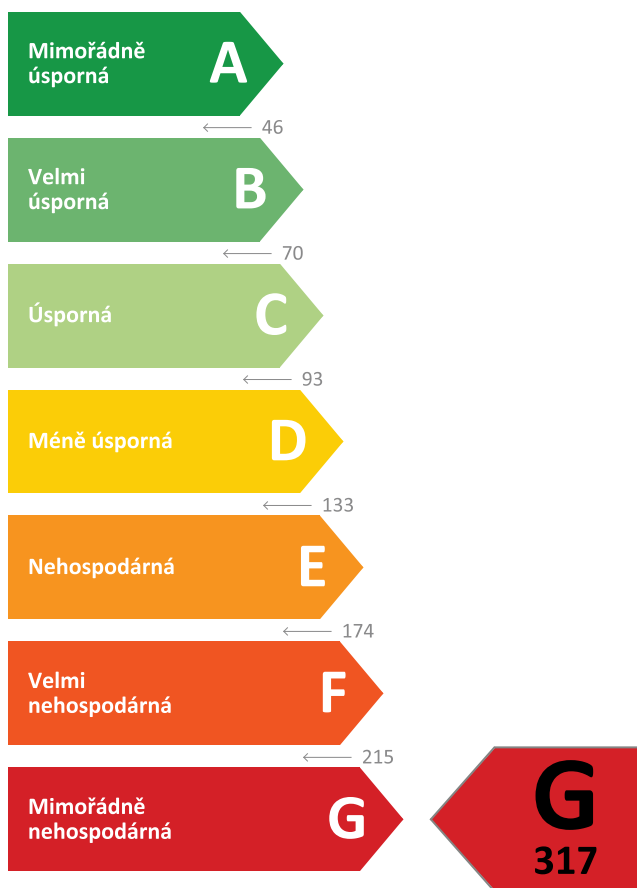 Mimořádně
úsporná
A
46
Velmi
úsporná
B
70
Úsporná
C
93
Méně úsporná
D
133
Nehospodárná
E
174
Velmi
nehospodárná
F
215
Mimořádně
nehospodárná
G
G
317